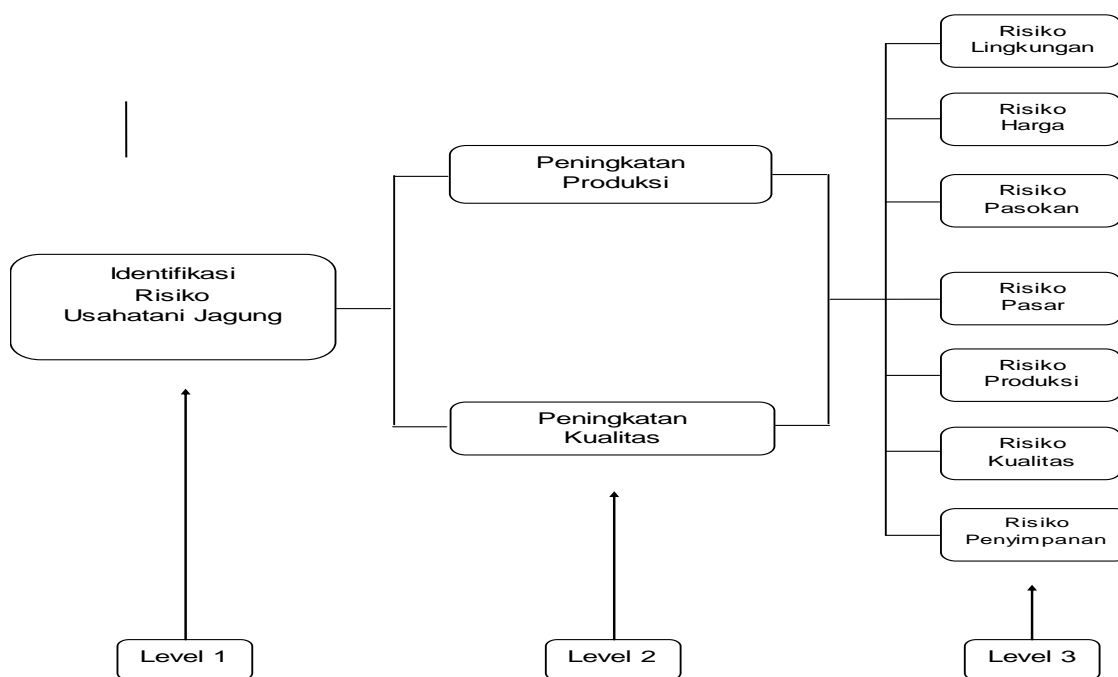 Identifikasi
Risiko
Usahatani Jagung
Peningkatan
Produksi
Peningkatan
Kualitas
Risiko
Lingkungan
Risiko
Harga
Risiko
Pasokan
Risiko
Pasar
Risiko
Produksi
Risiko
Kualitas
Risiko
Penyimpanan
Level 1
Level 2
Level 3